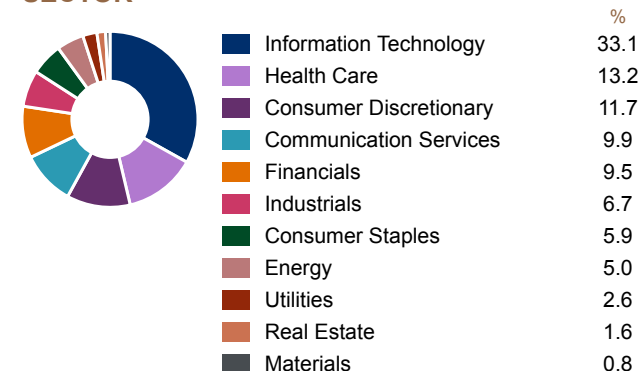 SECTOR
%
Information Technology 33.1
Health Care 13.2
Consumer Discretionary 11.7
Communication Services 9.9
Financials 9.5
Industrials 6.7
Consumer Staples 5.9
Energy 5.0
Utilities 2.6
Real Estate 1.6
Materials 0.8